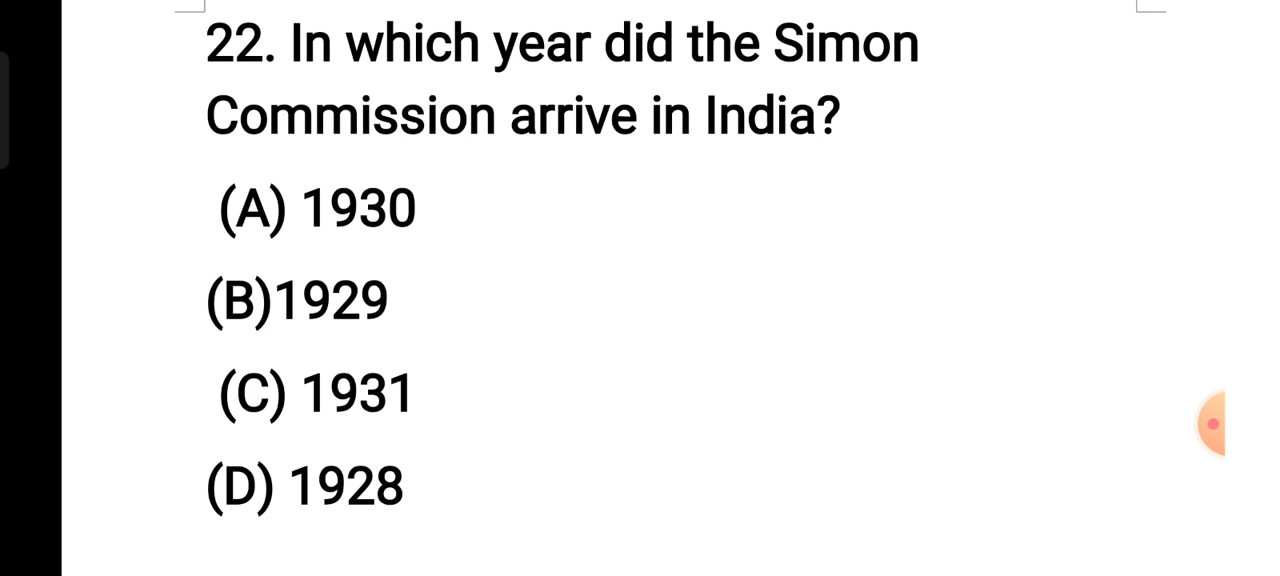 22. In which year did the Simon
Commission arrive in India?
(A) 1930
(B)1929
(C) 1931
(D) 1928